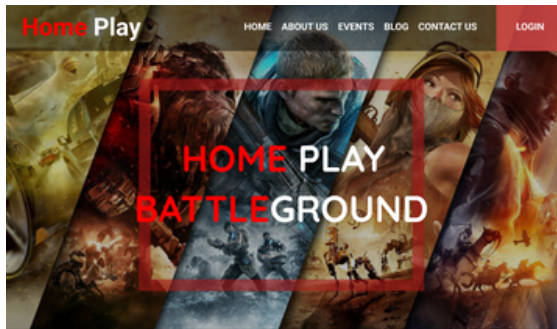 Home Play
HOME ABOUT US EVENTS BLOG CONTACT US LOGIN
HOME PLAY
BATTLEGROUND